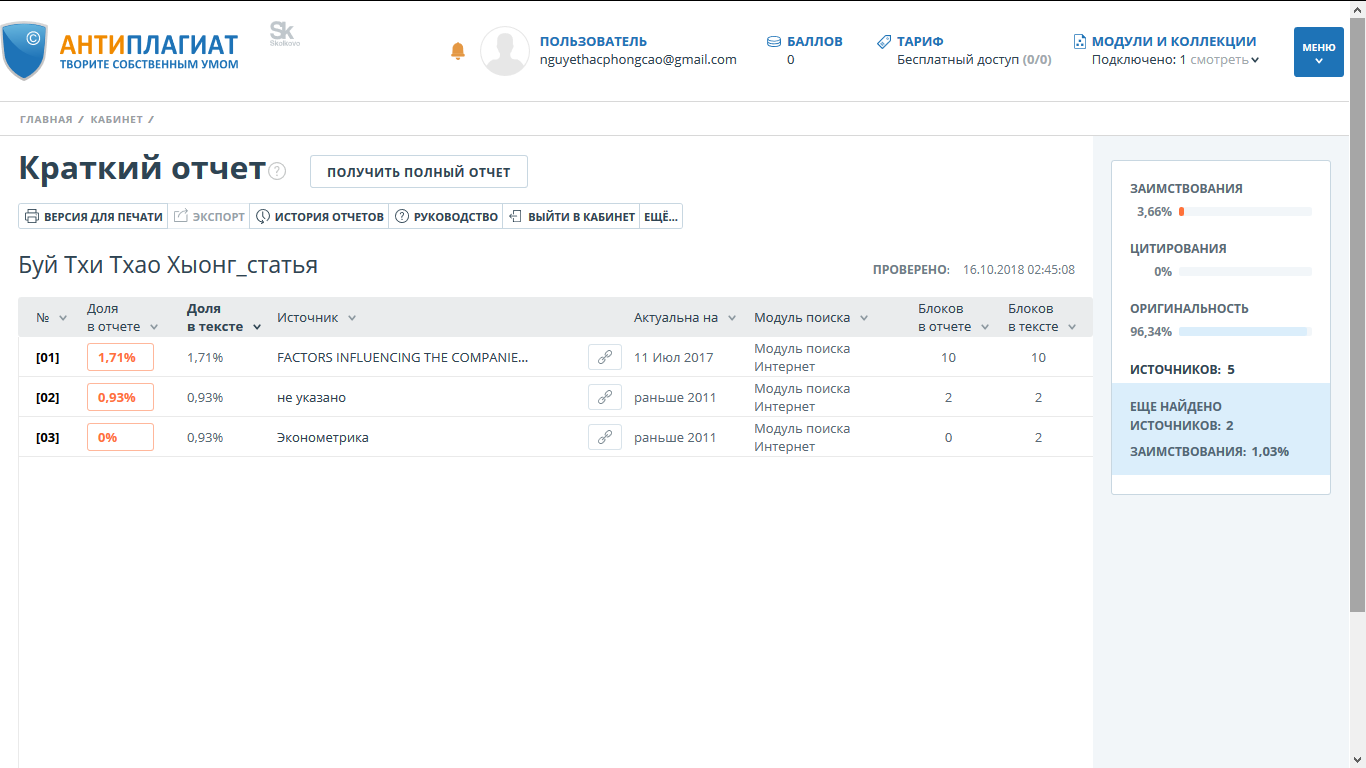 АНТИПЛАГИАТ
ТВОРИТЕ СОБСТВЕННЫМ УМОМ
Sk
Skolkovo
ПОЛЬЗОВАТЕЛЬ
nguyethacphongcao@gmail.com
БАЛЛОВ
0
ТАРИФ
Бесплатный доступ (0/0)
МОДУЛИ И КОЛЛЕКЦИИ
Подключено: 1 смотреть
МЕНЮ
ГЛАВНАЯ / КАБИНЕТ /
Краткий отчет ?
ПОЛУЧИТЬ ПОЛНЫЙ ОТЧЕТ
ВЕРСИЯ ДЛЯ ПЕЧАТИ ЭКСПОРТ ИСТОРИЯ ОТЧЕТОВ РУКОВОДСТВО ВЫЙТИ В КАБИНЕТ ЕЩЁ...
Буй Тхи Тхао Хыонг_статья
ПРОВЕРЕНО: 16.10.2018 02:45:08
№ Доля в отчете Доля в тексте Источник Актуальна на Модуль поиска Блоков в отчете Блоков в тексте
[01] 1,71% 1,71% FACTORS INFLUENCING THE COMPANIE... 11 Июл 2017 Модуль поиска Интернет 10 10
[02] 0,93% 0,93% не указано раньше 2011 Модуль поиска Интернет 2 2
[03] 0% 0,93% Эконометрика раньше 2011 Модуль поиска Интернет 0 2
ЗАИМСТВОВАНИЯ
3,66%
ЦИТИРОВАНИЯ
0%
ОРИГИНАЛЬНОСТЬ
96,34%
ИСТОЧНИКОВ: 5
ЕЩЕ НАЙДЕНО
ИСТОЧНИКОВ: 2
ЗАИМСТВОВАНИЯ: 1,03%